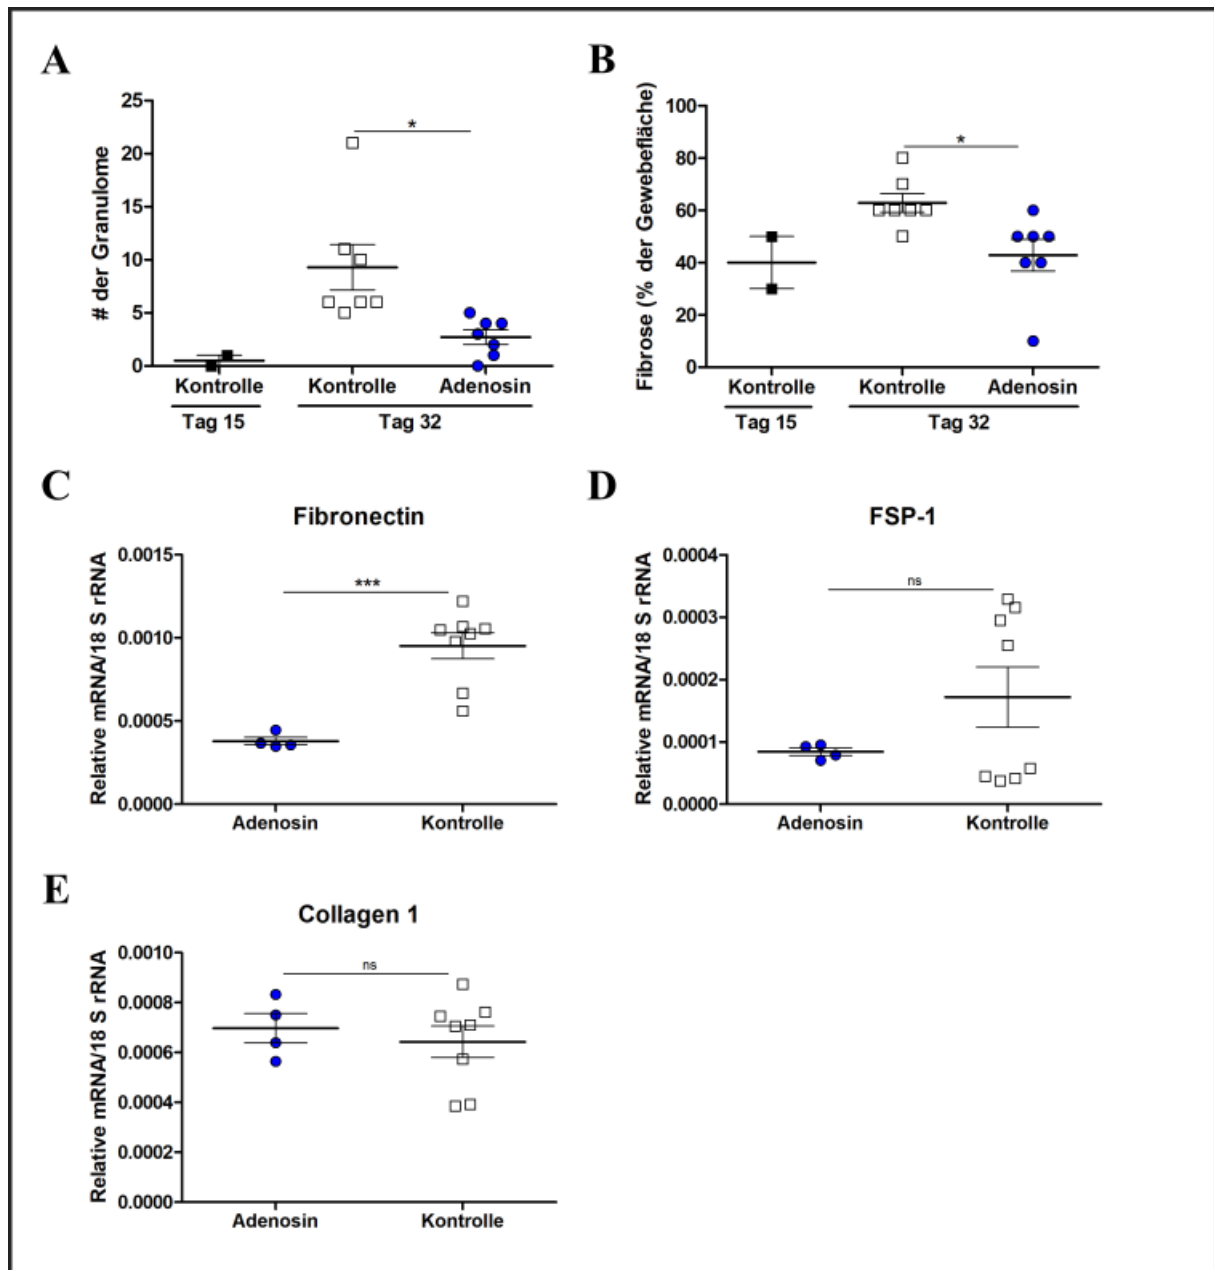 A
# der Granulome
25
20
15
10
5
0
*
Kontrolle Kontrolle Adenosin
Tag 15 Tag 32
B
Fibrose (% der Gewebefläche)
100
80
60
40
20
0
*
Kontrolle Kontrolle Adenosin
Tag 15 Tag 32
C
Fibronectin
Relative mRNA/18 S rRNA
0.0015
0.0010
0.0005
0.0000
***
Adenosin Kontrolle
D
FSP-1
Relative mRNA/18 S rRNA
0.0004
0.0003
0.0002
0.0001
0.0000
ns
Adenosin Kontrolle
E
Collagen 1
Relative mRNA/18 S rRNA
0.0010
0.0008
0.0006
0.0004
0.0002
0.0000
ns
Adenosin Kontrolle